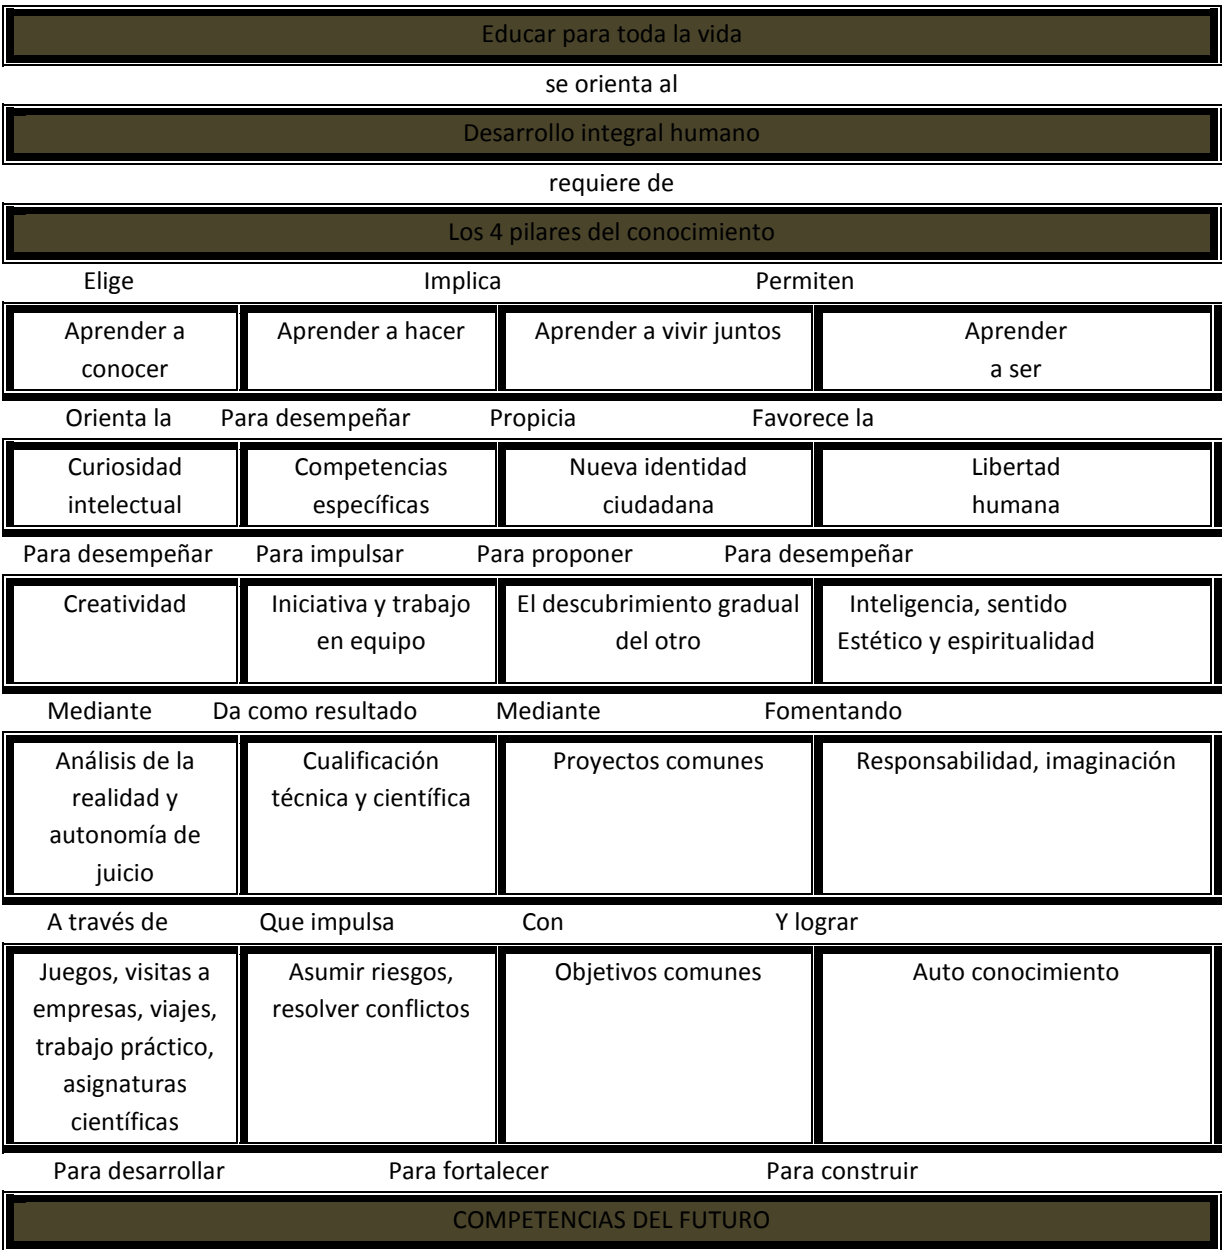 Educar para toda la vida
se orienta al
Desarrollo integral humano
requiere de
Los 4 pilares del conocimiento
Elige Implica Permiten
Aprender a
conocer
Aprender a hacer
Aprender a vivir juntos
Aprender
a ser
Orienta la Para desempeñar Propicia Favorece la
Curiosidad
intelectual
Competencias
específicas
Nueva identidad
ciudadana
Libertad
humana
Para desempeñar Para impulsar Para proponer Para desempeñar
Creatividad
Iniciativa y trabajo
en equipo
El descubrimiento gradual
del otro
Inteligencia, sentido
Estético y espiritualidad
Mediante Da como resultado Mediante Fomentando
Análisis de la
realidad y
autonomía de
juicio
Cualificación
técnica y científica
Proyectos comunes
Responsabilidad, imaginación
A través de Que impulsa Con Y lograr
Juegos, visitas a
empresas, viajes,
trabajo práctico,
asignaturas
científicas
Asumir riesgos,
resolver conflictos
Objetivos comunes
Auto conocimiento
Para desarrollar Para fortalecer Para construir
COMPETENCIAS DEL FUTURO